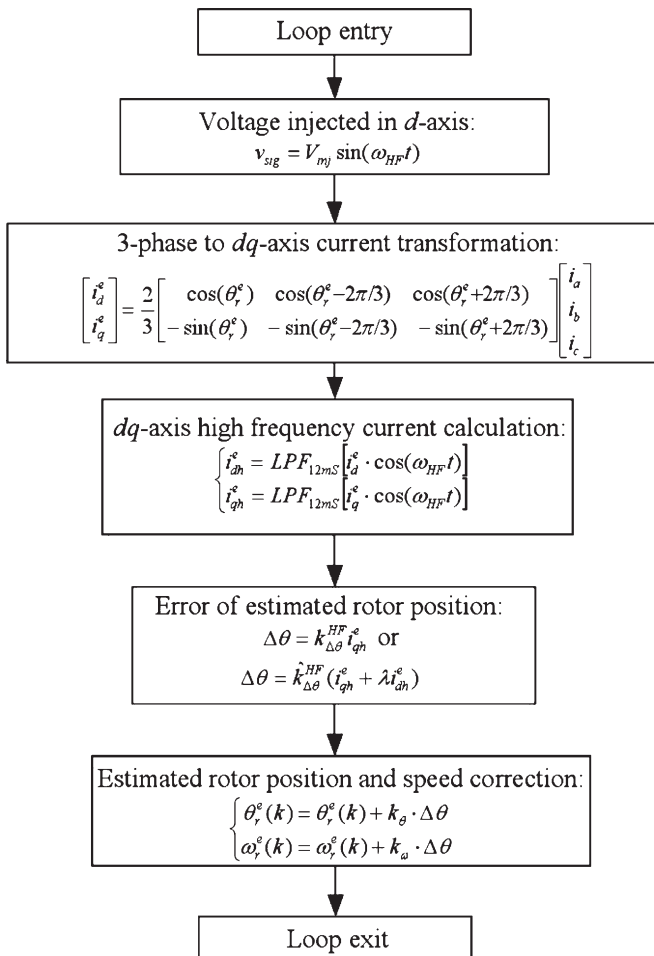 Loop entry
Voltage injected in d-axis:
v_sig = V_inj sin(ω_HF t)
3-phase to dq-axis current transformation:
[i_d^e; i_q^e] = 2/3 [cos(θ_r^e) cos(θ_r^e−2π/3) cos(θ_r^e+2π/3); −sin(θ_r^e) −sin(θ_r^e−2π/3) −sin(θ_r^e+2π/3)] [i_a; i_b; i_c]
dq-axis high frequency current calculation:
{ i_dh^e = LPF_12mS [i_d^e · cos(ω_HF t)]
i_qh^e = LPF_12mS [i_q^e · cos(ω_HF t)]
Error of estimated rotor position:
Δθ = k_Δθ^HF i_qh^e or
Δθ = k̂_Δθ^HF (i_qh^e + λi_dh^e)
Estimated rotor position and speed correction:
{ θ_r^e(k) = θ_r^e(k) + k_θ · Δθ
ω_r^e(k) = ω_r^e(k) + k_ω · Δθ
Loop exit